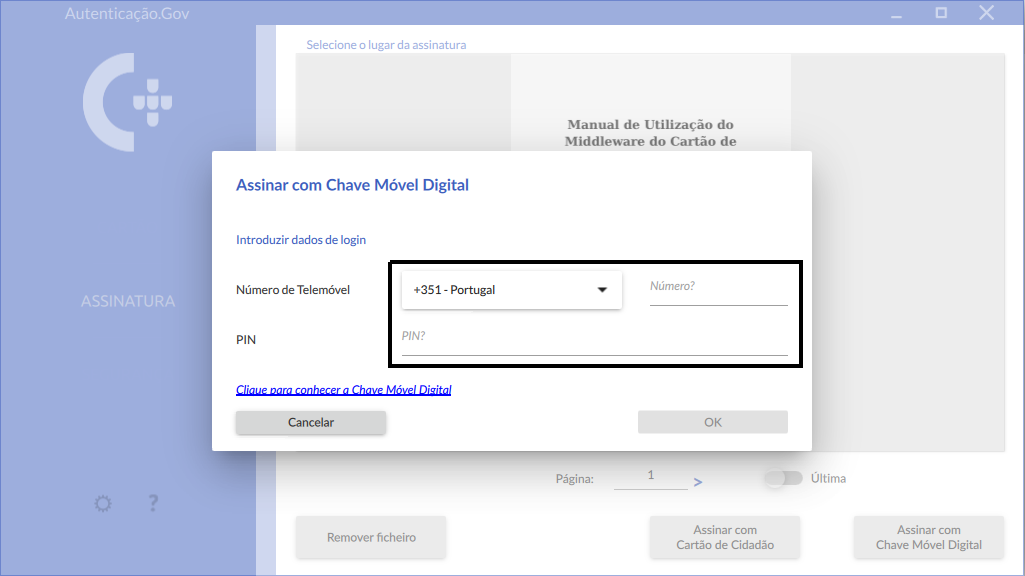 Autenticação.Gov
Selecione o lugar da assinatura
Manual de Utilização do
Middleware do Cartão de
Assinar com Chave Móvel Digital
Introduzir dados de login
Número de Telemóvel
+351 - Portugal
Número?
PIN
PIN?
Clique para conhecer a Chave Móvel Digital
Cancelar
OK
ASSINATURA
Página:
1
>
Última
?
Remover ficheiro
Assinar com
Cartão de Cidadão
Assinar com
Chave Móvel Digital